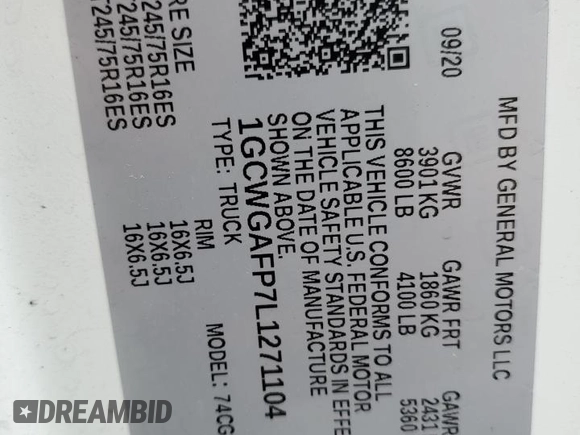 MFD BY GENERAL MOTORS LLC
09/20
GVWR GAWR FRT GAWR
3901 KG 1860 KG 2431
8600 LB 4100 LB 5360
THIS VEHICLE CONFORMS TO ALL
APPLICABLE U.S. FEDERAL MOTOR
VEHICLE SAFETY STANDARDS IN EFFE
ON THE DATE OF MANUFACTURE
SHOWN ABOVE.
1GCWGAFP7L1271104
TYPE: TRUCK MODEL: 74CG
RE SIZE RIM
245/75R16ES 16X6.5J
245/75R16ES 16X6.5J
245/75R16ES 16X6.5J
DREAMBID